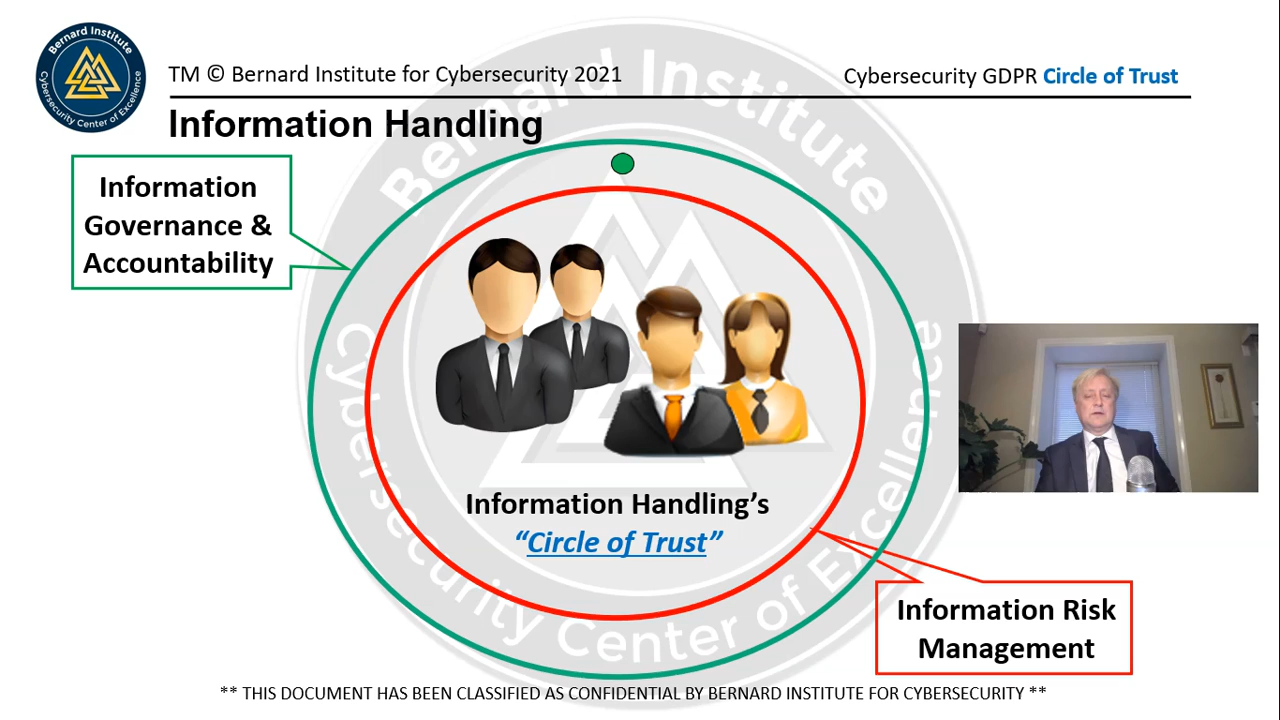 Bernard Institute
Cybersecurity Center of Excellence
TM © Bernard Institute for Cybersecurity 2021
Cybersecurity GDPR Circle of Trust
Information Handling
Information
Governance &
Accountability
Bernard Institute
Cybersecurity Center of Excellence
Information Handling's
“Circle of Trust”
Information Risk
Management
** THIS DOCUMENT HAS BEEN CLASSIFIED AS CONFIDENTIAL BY BERNARD INSTITUTE FOR CYBERSECURITY **